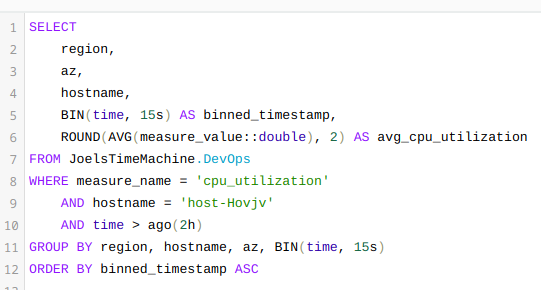 1 SELECT
2     region,
3     az,
4     hostname,
5     BIN(time, 15s) AS binned_timestamp,
6     ROUND(AVG(measure_value::double), 2) AS avg_cpu_utilization
7 FROM JoelsTimeMachine.DevOps
8 WHERE measure_name = 'cpu_utilization'
9     AND hostname = 'host-Hovjv'
10     AND time > ago(2h)
11 GROUP BY region, hostname, az, BIN(time, 15s)
12 ORDER BY binned_timestamp ASC